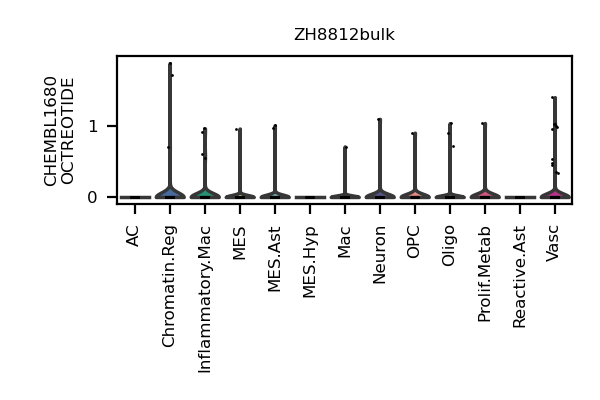 ZH8812bulk
CHEMBL1680
OCTREOTIDE
1
0
AC
Chromatin.Reg
Inflammatory.Mac
MES
MES.Ast
MES.Hyp
Mac
Neuron
OPC
Oligo
Prolif.Metab
Reactive.Ast
Vasc